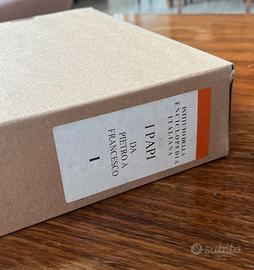 ISTITUTO DELLA
ENCICLOPEDIA
ITALIANA
I PAPI
DA
PIETRO A
FRANCESCO
I
subito